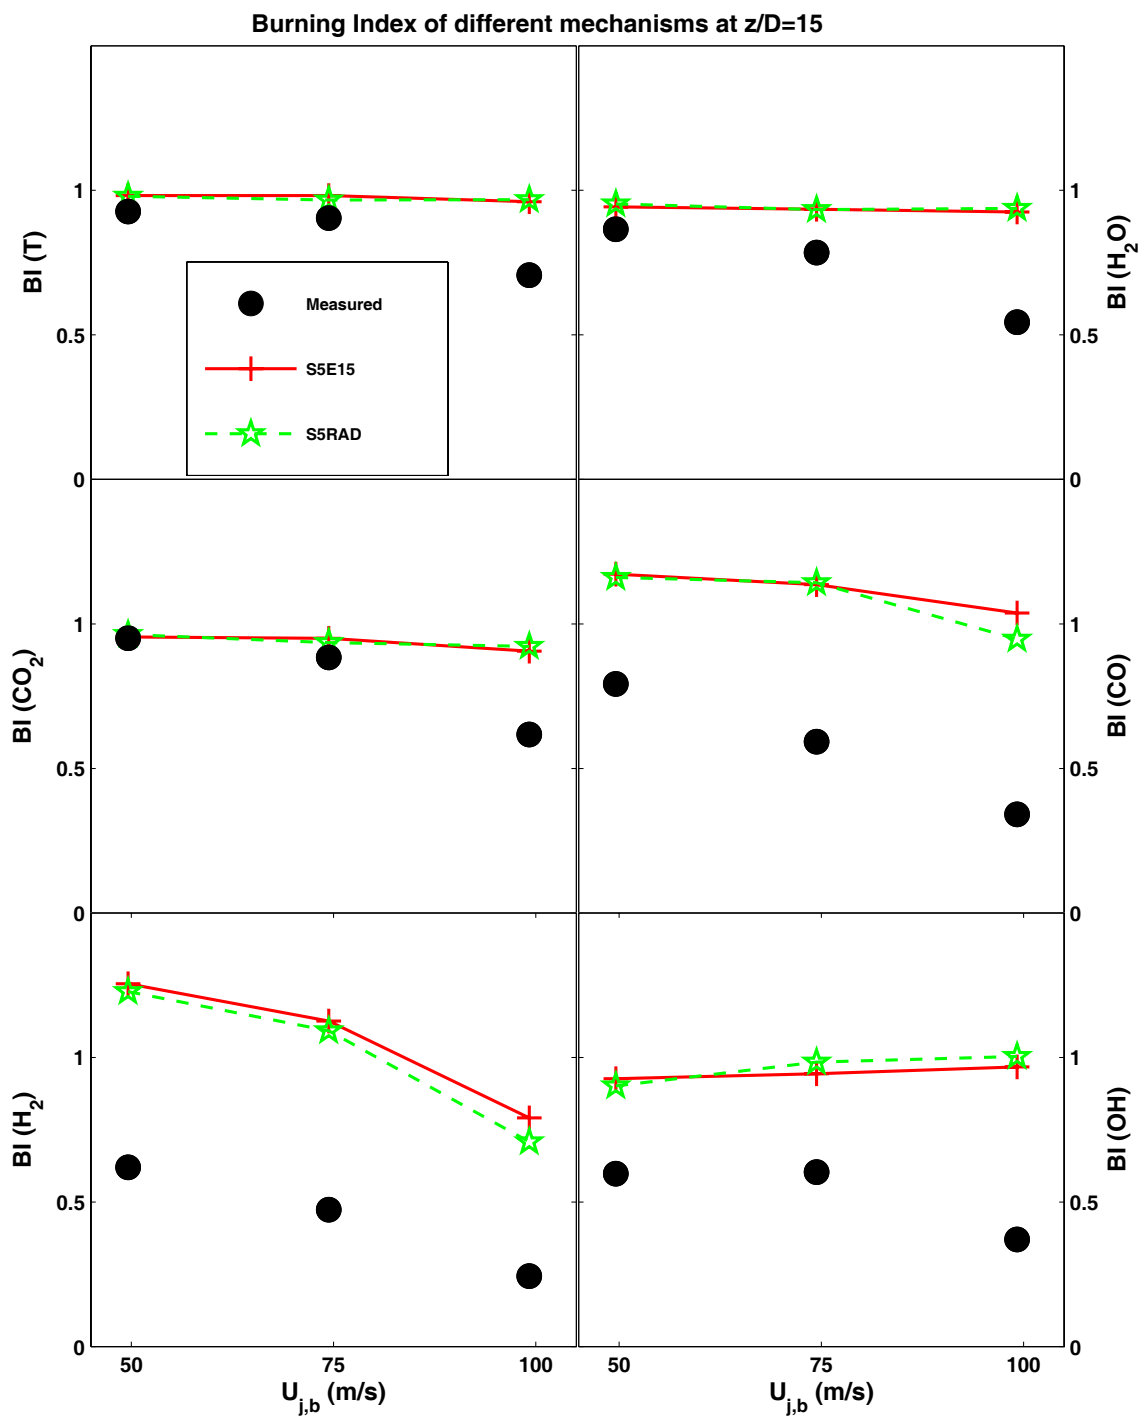 Burning Index of different mechanisms at z/D=15
1
0.5
0
BI (T)
Measured
S5E15
S5RAD
1
0.5
0
BI (H2O)
1
0.5
0
BI (CO2)
1
0.5
0
BI (CO)
1
0.5
0
BI (H2)
50 75 100
Uj,b (m/s)
1
0.5
0
BI (OH)
50 75 100
Uj,b (m/s)